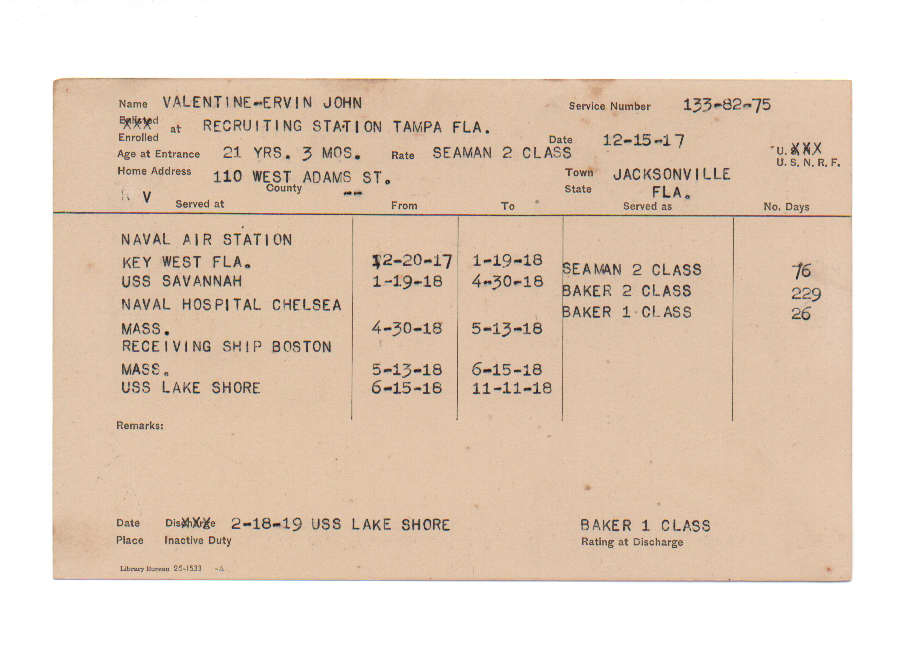 Name VALENTINE-ERVIN JOHN Service Number 133-82-75
Enlisted XXX at RECRUITING STATION TAMPA FLA.
Enrolled Date 12-15-17 U. XXX
Age at Entrance 21 YRS. 3 MOS. Rate SEAMAN 2 CLASS U. S. N. R. F.
Home Address 110 WEST ADAMS ST. Town JACKSONVILLE
County -- State FLA.
V Served at From To Served as No. Days
NAVAL AIR STATION
KEY WEST FLA. 12-20-17 1-19-18 SEAMAN 2 CLASS 76
USS SAVANNAH 1-19-18 4-30-18 BAKER 2 CLASS 229
NAVAL HOSPITAL CHELSEA BAKER 1 CLASS 26
MASS. 4-30-18 5-13-18
RECEIVING SHIP BOSTON
MASS. 5-13-18 6-15-18
USS LAKE SHORE 6-15-18 11-11-18
Remarks:
Date Discharge XXX 2-18-19 USS LAKE SHORE BAKER 1 CLASS
Place Inactive Duty Rating at Discharge
Library Bureau 25-1533 -A